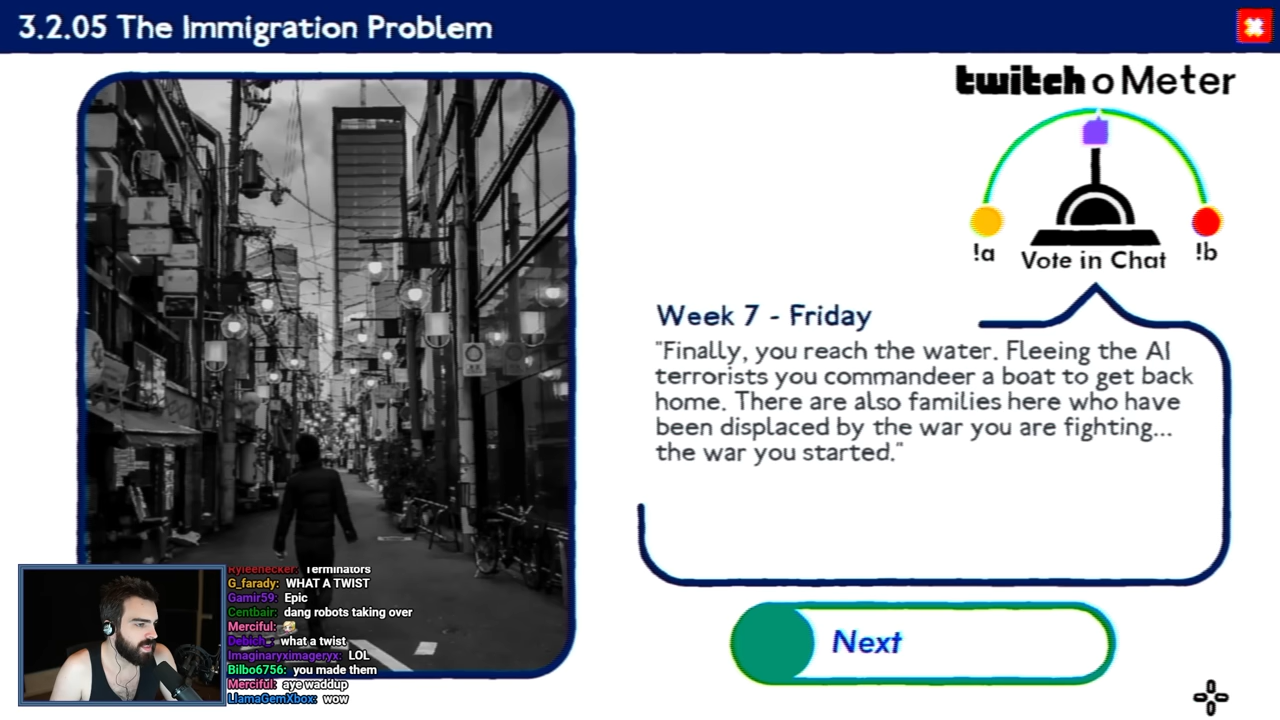 3.2.05 The Immigration Problem
twitch o Meter
!a
Vote in Chat
!b
Week 7 - Friday
"Finally, you reach the water. Fleeing the AI
terrorists you commandeer a boat to get back
home. There are also families here who have
been displaced by the war you are fighting...
the war you started."
Next
Ryleehecker: Terminators
G_farady: WHAT A TWIST
Gamir59: Epic
Centbair: dang robots taking over
Merciful:
what a twist
Imaginaryximageryx: LOL
Bilbo6756: you made them
Merciful: aye waddup
LlamaGemXbox: wow